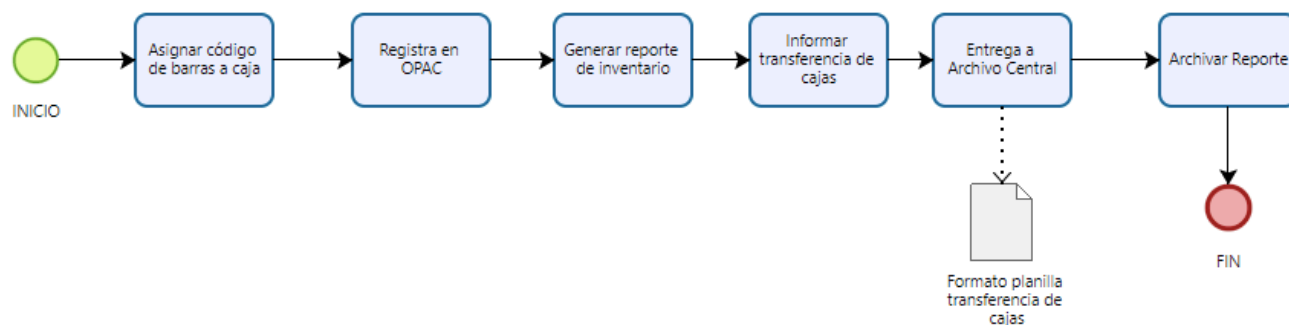 INICIO
Asignar código
de barras a caja
Registra en
OPAC
Generar reporte
de inventario
Informar
transferencia de
cajas
Entrega a
Archivo Central
Archivar Reporte
Formato planilla
transferencia de
cajas
FIN